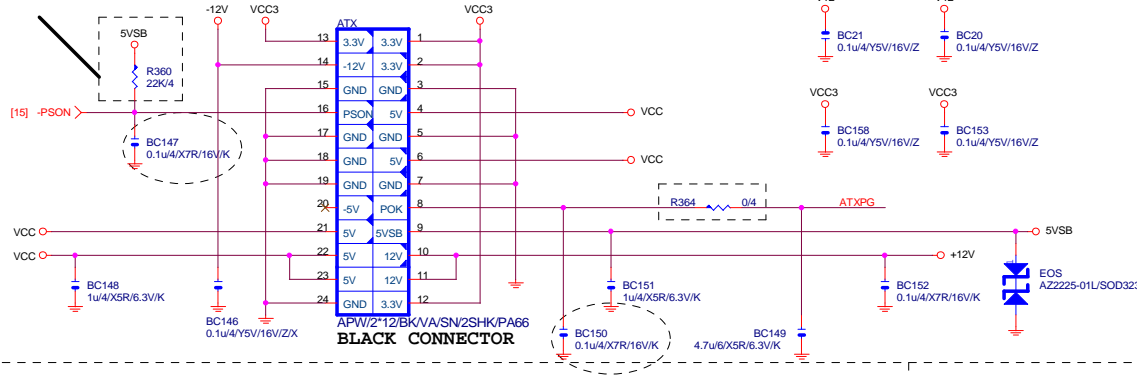 -12V
VCC3
VCC3
ATX
5VSB
R360
22K/4
[15] -PSON
BC147
0.1u/4/X7R/16V/K
13 3.3V 3.3V 1
14 -12V 3.3V 2
15 GND GND 3
16 PSON 5V 4
17 GND GND 5
18 GND 5V 6
19 GND GND 7
20 -5V POK 8
21 5V 5VSB 9
22 5V 12V 10
23 5V 12V 11
24 GND 3.3V 12
VCC
VCC
VCC
VCC
BC148
1u/4/X5R/6.3V/K
BC146
0.1u/4/Y5V/16V/Z/X
APW/2*12/BK/VA/SN/2SHK/PA66
BLACK CONNECTOR
R364 0/4
ATXPG
5VSB
+12V
BC151
1u/4/X5R/6.3V/K
BC150
0.1u/4/X7R/16V/K
BC149
4.7u/6/X5R/6.3V/K
BC152
0.1u/4/X7R/16V/K
EOS
AZ2225-01L/SOD323
BC21
0.1u/4/Y5V/16V/Z
BC20
0.1u/4/Y5V/16V/Z
VCC3
BC158
0.1u/4/Y5V/16V/Z
VCC3
BC153
0.1u/4/Y5V/16V/Z